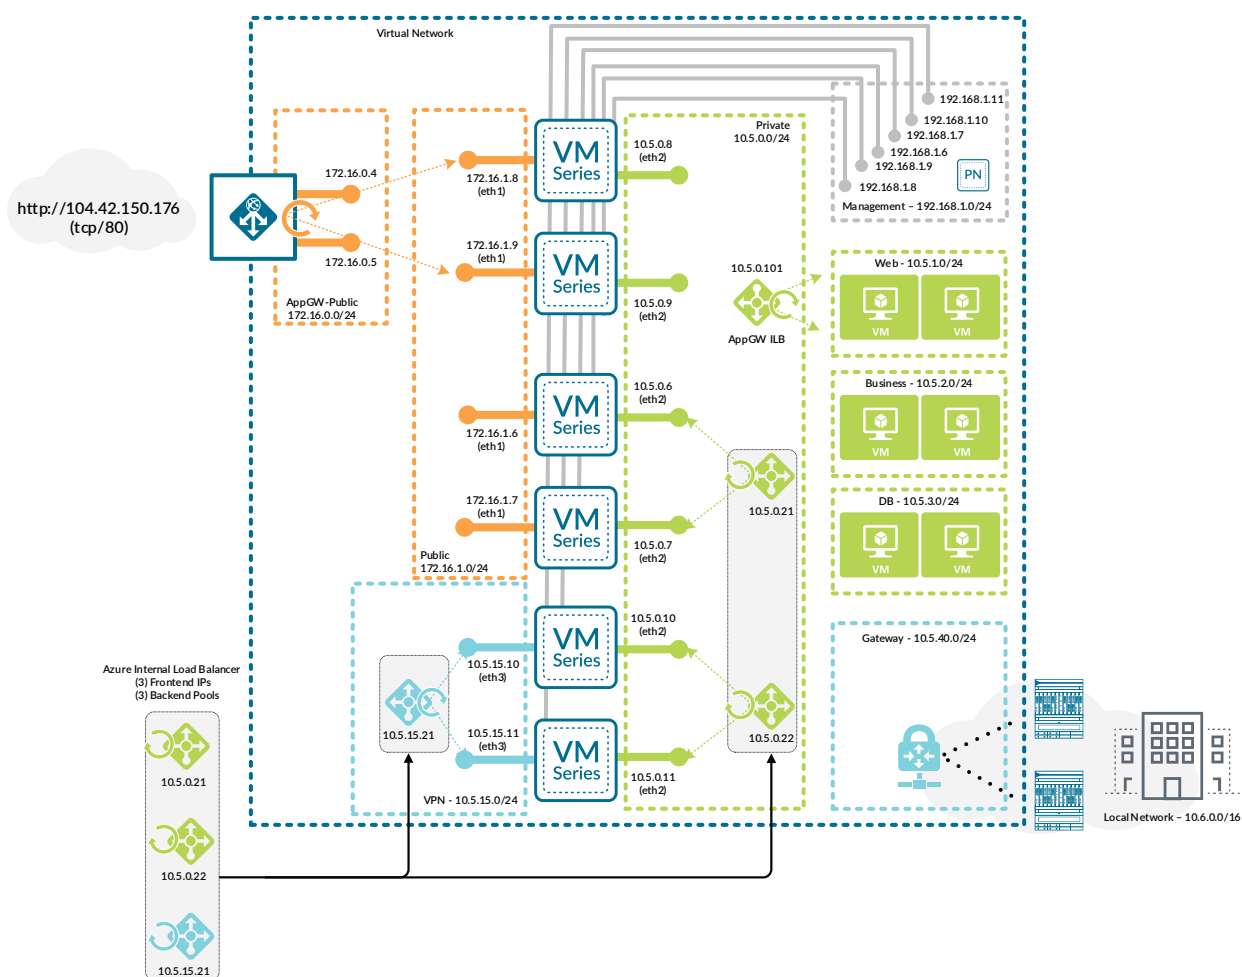 Virtual Network
http://104.42.150.176
(tcp/80)
172.16.0.4
172.16.0.5
AppGW-Public
172.16.0.0/24
172.16.1.8
(eth1)
172.16.1.9
(eth1)
172.16.1.6
(eth1)
172.16.1.7
(eth1)
Public
172.16.1.0/24
VM
Series
VM
Series
VM
Series
VM
Series
VM
Series
VM
Series
Private
10.5.0.0/24
10.5.0.8
(eth2)
10.5.0.9
(eth2)
10.5.0.6
(eth2)
10.5.0.7
(eth2)
10.5.0.10
(eth2)
10.5.0.11
(eth2)
10.5.0.101
AppGW ILB
10.5.0.21
10.5.0.22
192.168.1.11
192.168.1.10
192.168.1.7
192.168.1.6
192.168.1.9
192.168.1.8
PN
Management – 192.168.1.0/24
Web - 10.5.1.0/24
VM
VM
Business - 10.5.2.0/24
VM
VM
DB - 10.5.3.0/24
VM
VM
Gateway - 10.5.40.0/24
Local Network – 10.6.0.0/16
10.5.15.10
(eth3)
10.5.15.11
(eth3)
10.5.15.21
VPN - 10.5.15.0/24
Azure Internal Load Balancer
(3) Frontend IPs
(3) Backend Pools
10.5.0.21
10.5.0.22
10.5.15.21